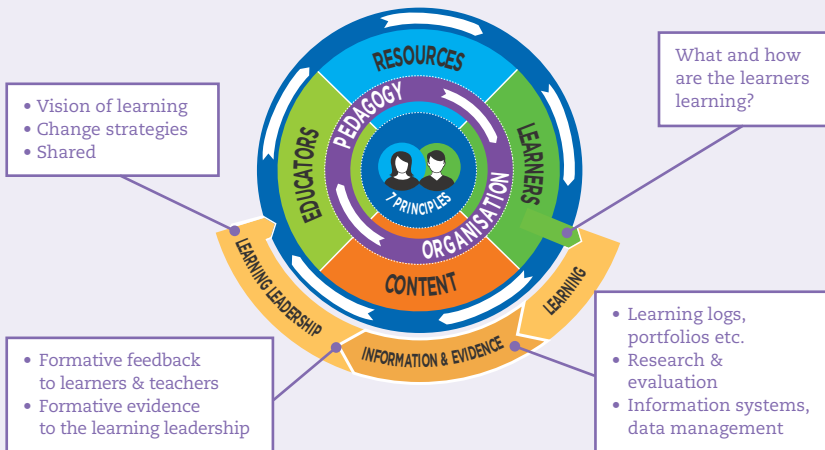 RESOURCES
PEDAGOGY
EDUCATORS
LEARNERS
7 PRINCIPLES
ORGANISATION
CONTENT
LEARNING LEADERSHIP
INFORMATION & EVIDENCE
LEARNING
• Vision of learning
• Change strategies
• Shared
What and how
are the learners
learning?
• Formative feedback
to learners & teachers
• Formative evidence
to the learning leadership
• Learning logs,
portfolios etc.
• Research &
evaluation
• Information systems,
data management